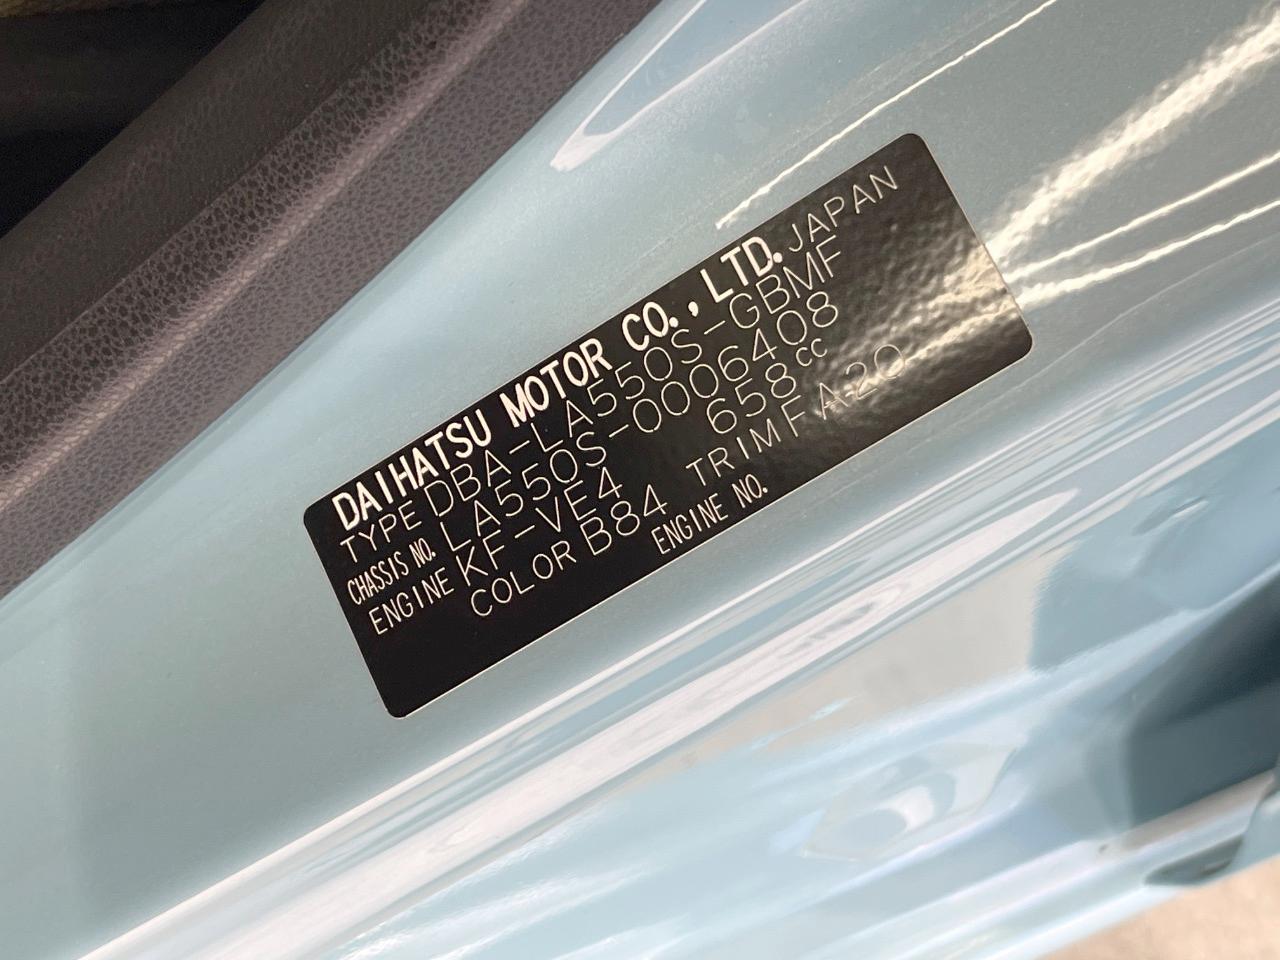 DAIHATSU MOTOR CO., LTD. JAPAN
TYPE DBA-LA550S-GBMF
CHASSIS NO. LA550S-0006408
ENGINE KF-VE4 658cc
COLOR B84 TRIM FA20
ENGINE NO.